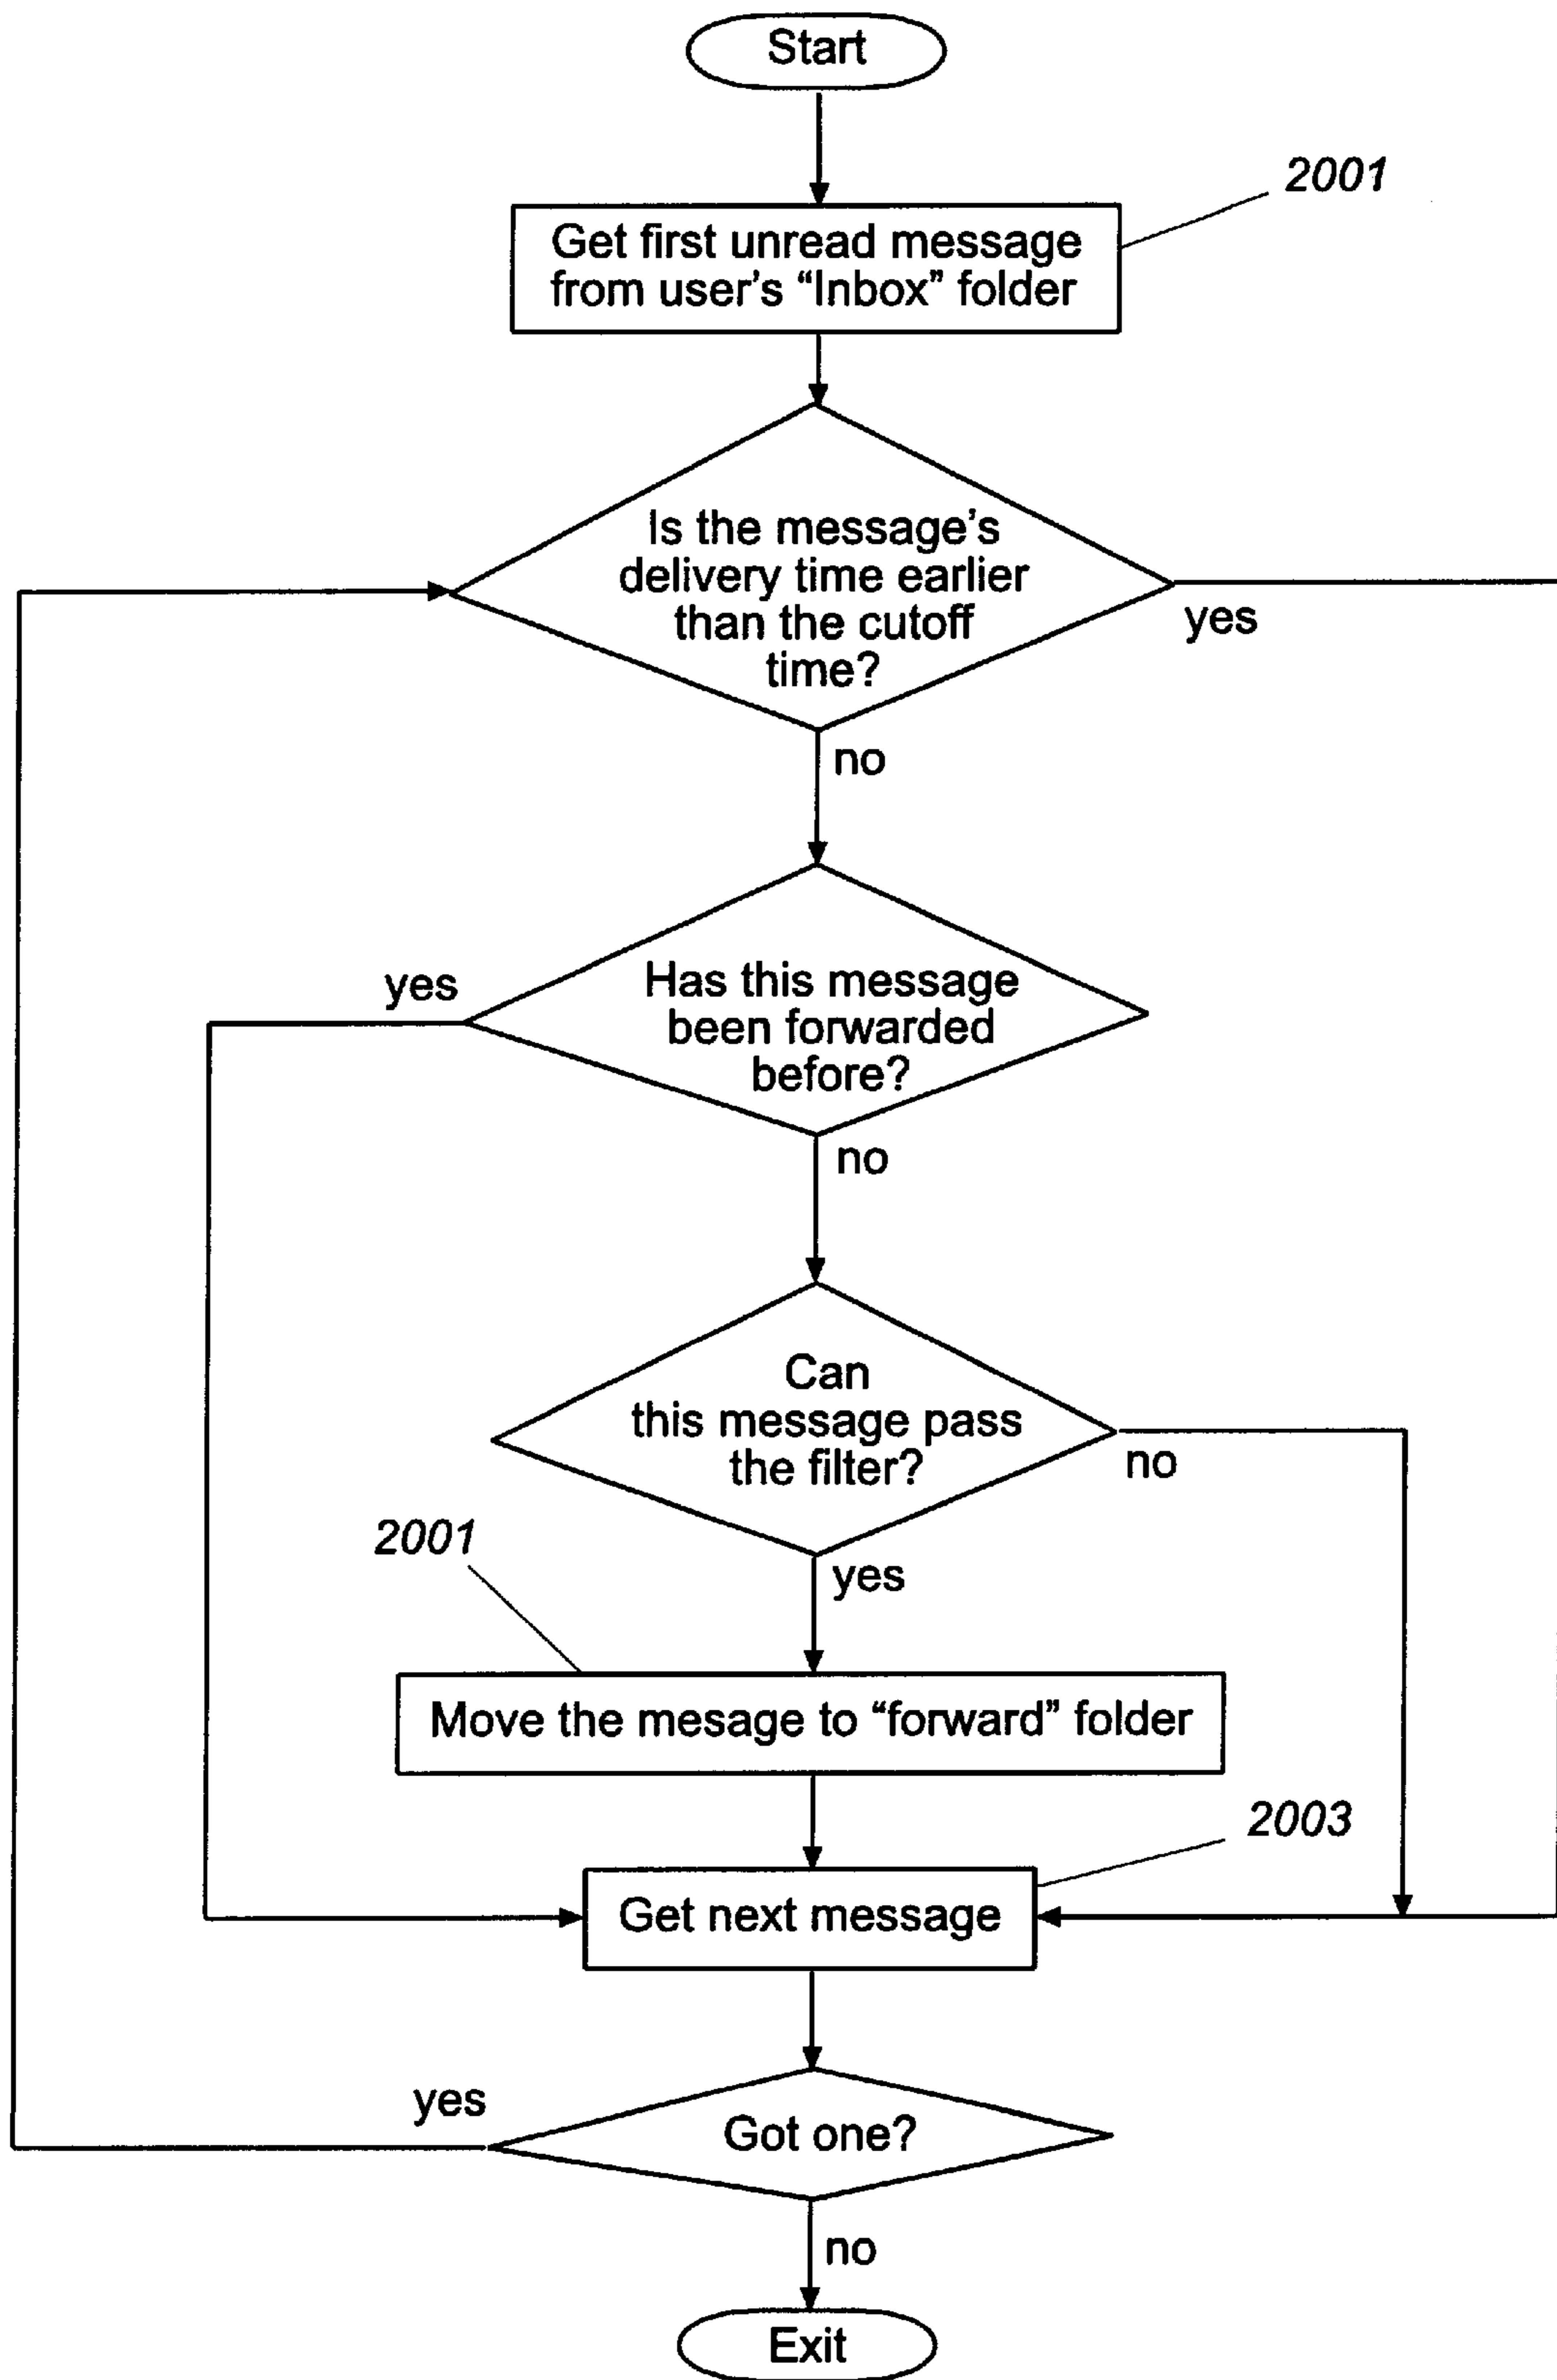 Start
2001
Get first unread message
from user's “Inbox” folder
Is the message's
delivery time earlier
than the cutoff
time?
yes
no
yes
Has this message
been forwarded
before?
no
Can
this message pass
the filter?
no
2001
yes
Move the mesage to “forward” folder
2003
Get next message
yes
Got one?
no
Exit